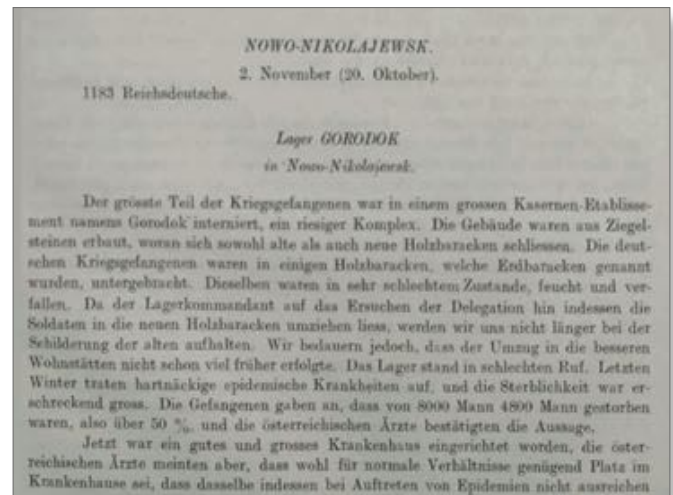 NOWO-NIKOLAJEWSK.
2. November (20. Oktober).
1183 Reichsdeutsche.
Lager GORODOK
in Nowo-Nikolajewsk.
Der grösste Teil der Kriegsgefangenen war in einem grossen Kasernen-Etablisse-
ment namens Gorodok interniert, ein riesiger Komplex. Die Gebäude waren aus Ziegel-
steinen erbaut, woran sich sowohl alte als auch neue Holzbaracken schliessen. Die deut-
schen Kriegsgefangenen waren in einigen Holzbaracken, welche Erdbaracken genannt
wurden, untergebracht. Dieselben waren in sehr schlechtem Zustande, feucht und ver-
fallen. Da der Lagerkommandant auf das Ersuchen der Delegation hin indessen die
Soldaten in die neuen Holzbaracken umziehen liess, werden wir uns nicht länger bei der
Schilderung der alten aufhalten. Wir bedauern jedoch, dass der Umzug in die besseren
Wohnstätten nicht schon viel früher erfolgte. Das Lager stand in schlechten Ruf. Letzten
Winter traten hartnäckige epidemische Krankheiten auf, und die Sterblichkeit war er-
schreckend gross. Die Gefangenen gaben an, dass von 8000 Mann 4800 Mann gestorben
waren, also über 50 %, und die österreichischen Ärzte bestätigten die Aussage.
Jetzt war ein gutes und grosses Krankenhaus eingerichtet worden, die öster-
reichischen Ärzte meinten aber, dass wohl für normale Verhältnisse genügend Platz im
Krankenhause sei, dass dasselbe indessen bei Auftreten von Epidemien nicht ausreichen